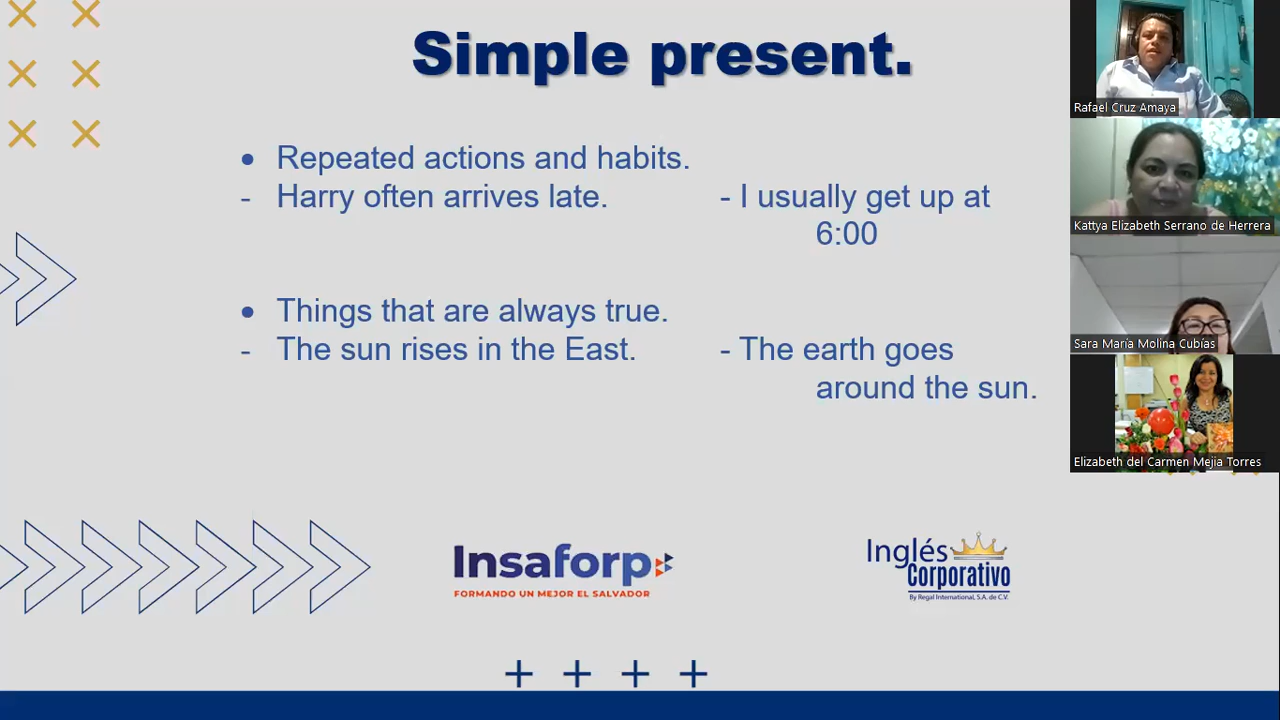 Simple present.
• Repeated actions and habits.
- Harry often arrives late. - I usually get up at
6:00
• Things that are always true.
- The sun rises in the East. - The earth goes
around the sun.
Insaforp
FORMANDO UN MEJOR EL SALVADOR
Inglés
Corporativo
By Regal International, S.A. de C.V.
Rafael Cruz Amaya
Kattya Elizabeth Serrano de Herrera
Sara María Molina Cubías
Elizabeth del Carmen Mejia Torres